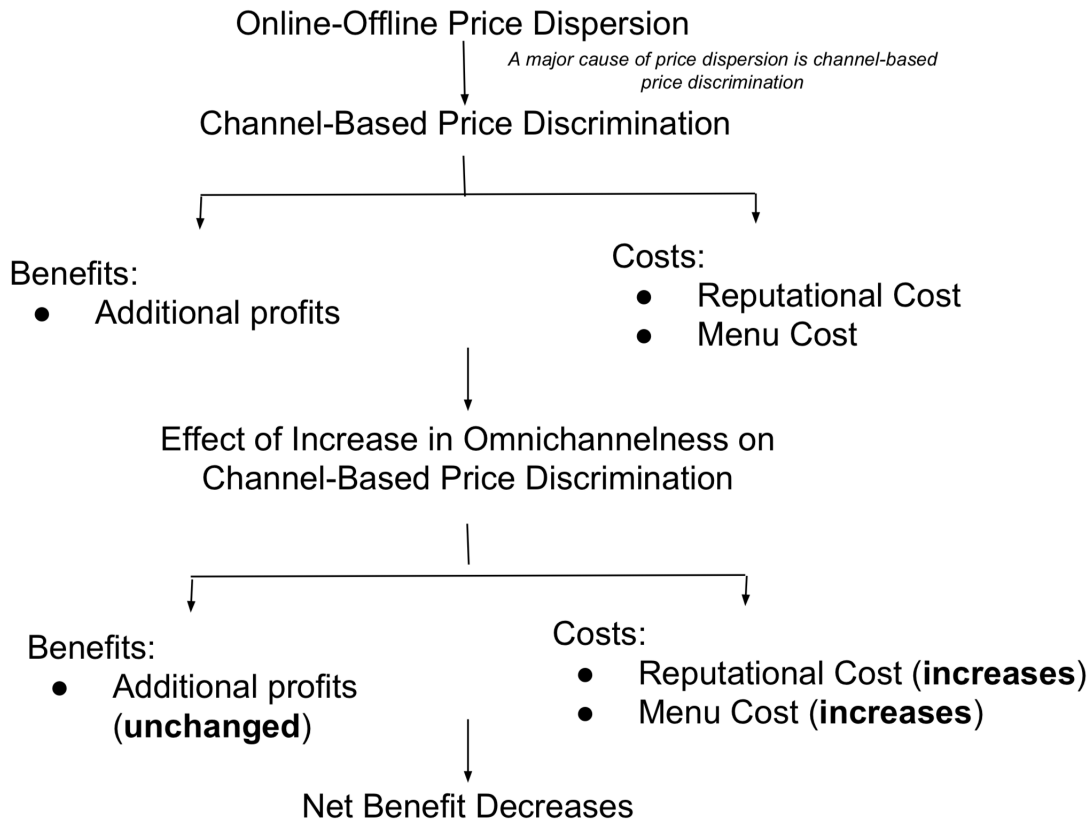 Online-Offline Price Dispersion
A major cause of price dispersion is channel-based
price discrimination
Channel-Based Price Discrimination
Benefits:
● Additional profits
Costs:
● Reputational Cost
● Menu Cost
Effect of Increase in Omnichannelness on
Channel-Based Price Discrimination
Benefits:
● Additional profits
(unchanged)
Costs:
● Reputational Cost (increases)
● Menu Cost (increases)
Net Benefit Decreases